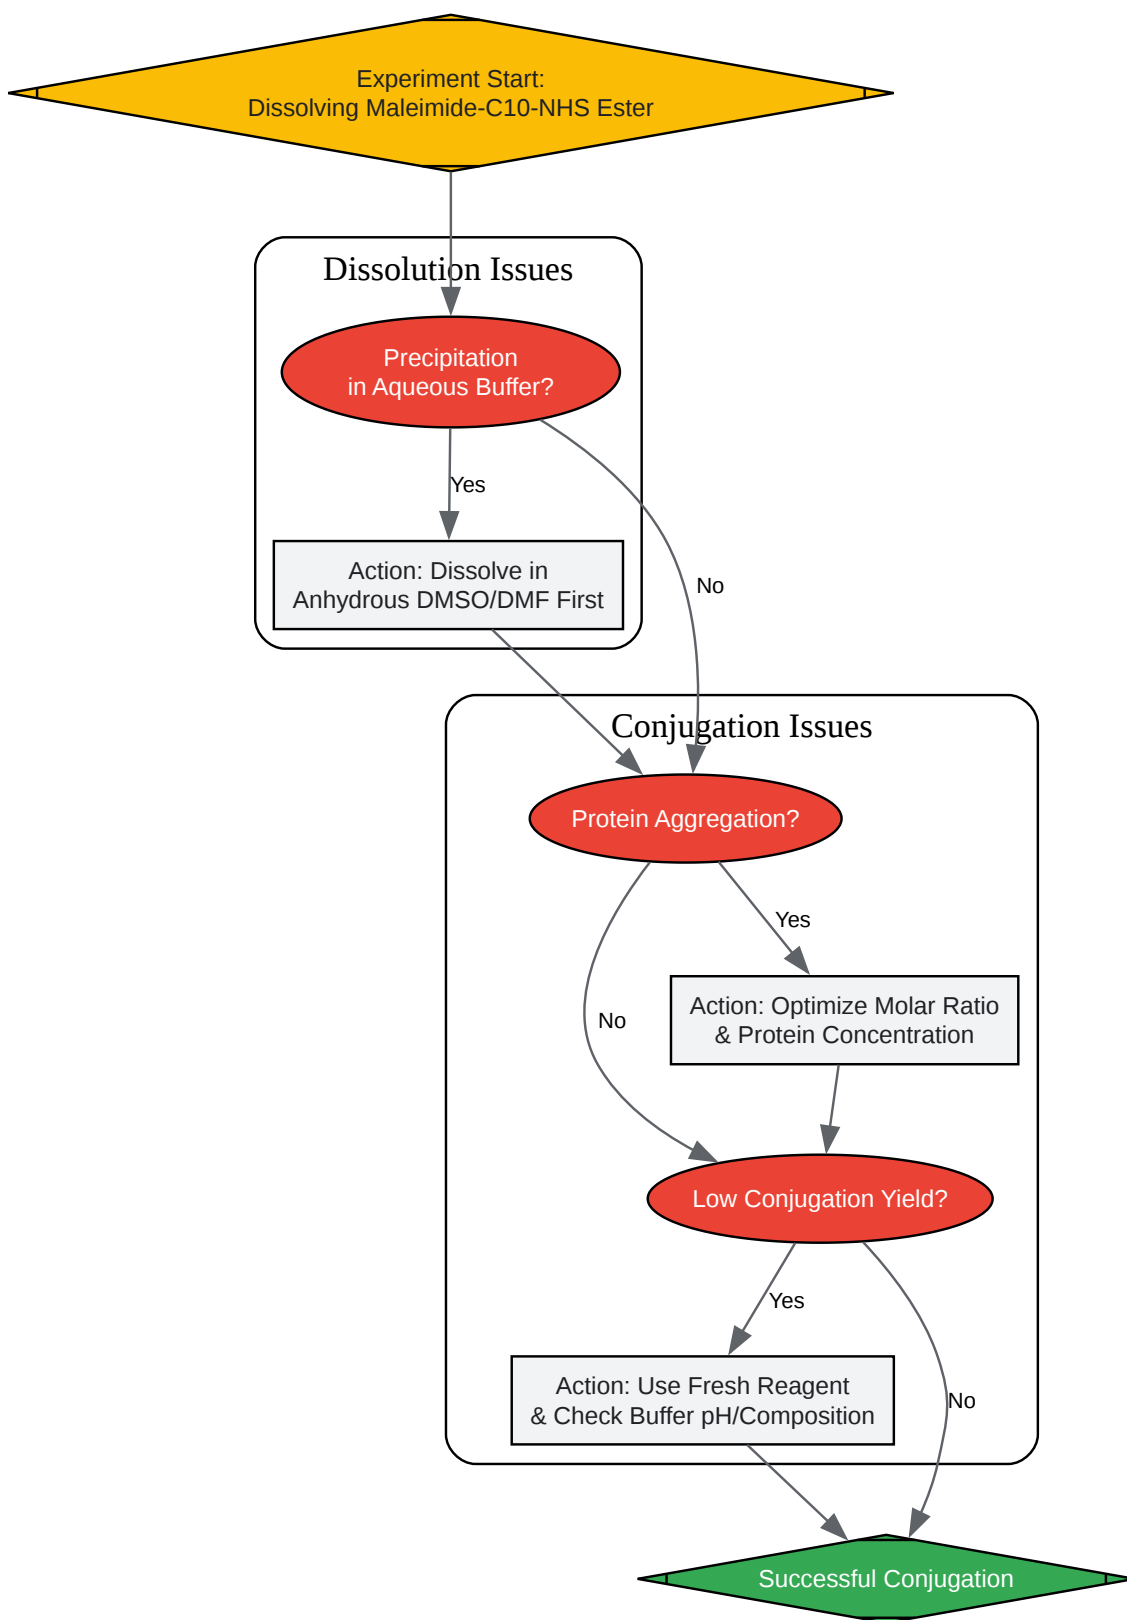 Experiment Start:
Dissolving Maleimide-C10-NHS Ester
Dissolution Issues
Precipitation
in Aqueous Buffer?
Yes
Action: Dissolve in
Anhydrous DMSO/DMF First
No
Conjugation Issues
Protein Aggregation?
Yes
Action: Optimize Molar Ratio
& Protein Concentration
No
Low Conjugation Yield?
Yes
Action: Use Fresh Reagent
& Check Buffer pH/Composition
No
Successful Conjugation